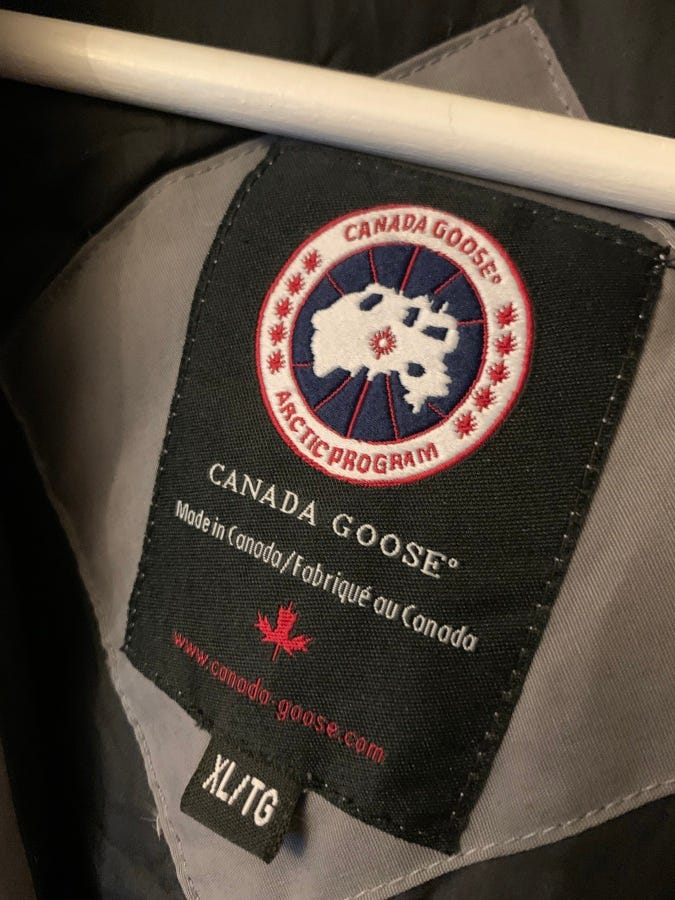 CANADA GOOSE®
ARCTIC PROGRAM
CANADA GOOSE®
Made in Canada/Fabriqué au Canada
www.canada-goose.com
XL/TG